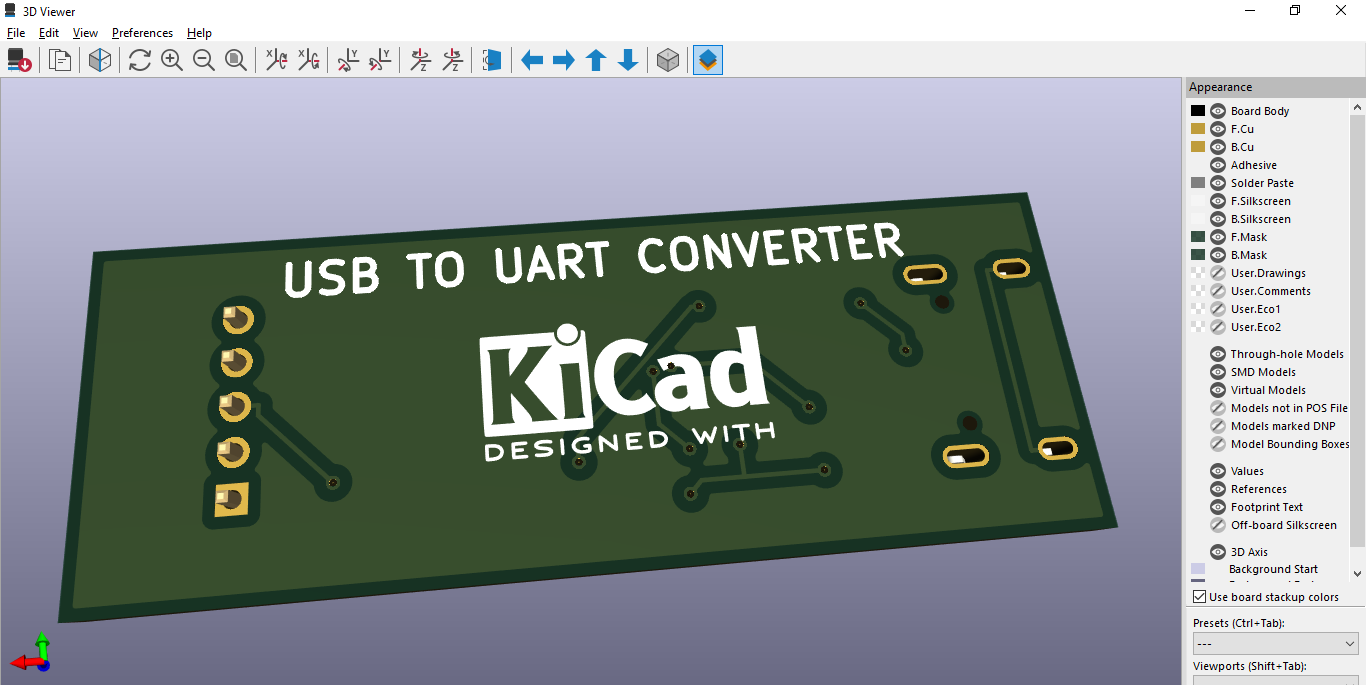 3D Viewer
File Edit View Preferences Help
X X Y Y Z Z
Appearance
Board Body
F.Cu
B.Cu
Adhesive
Solder Paste
F.Silkscreen
B.Silkscreen
F.Mask
B.Mask
User.Drawings
User.Comments
User.Eco1
User.Eco2
Through-hole Models
SMD Models
Virtual Models
Models not in POS File
Models marked DNP
Model Bounding Boxes
Values
References
Footprint Text
Off-board Silkscreen
3D Axis
Background Start
Use board stackup colors
Presets (Ctrl+Tab):
---
Viewports (Shift+Tab):
USB TO UART CONVERTER
KiCad
DESIGNED WITH